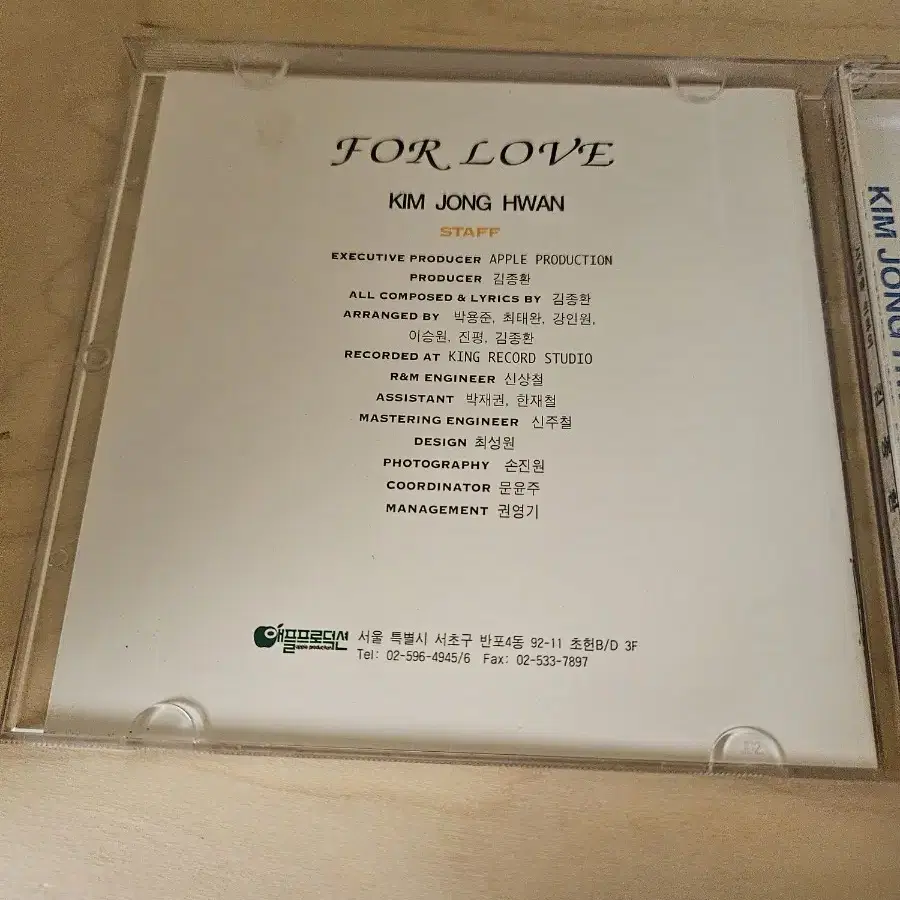 FOR LOVE
KIM JONG HWAN
STAFF
EXECUTIVE PRODUCER APPLE PRODUCTION
PRODUCER 김종환
ALL COMPOSED & LYRICS BY 김종환
ARRANGED BY 박용준, 최태완, 강인원,
이승원, 진평, 김종환
RECORDED AT KING RECORD STUDIO
R&M ENGINEER 신상철
ASSISTANT 박재권, 한재철
MASTERING ENGINEER 신주철
DESIGN 최성원
PHOTOGRAPHY 손진원
COORDINATOR 문윤주
MANAGEMENT 권영기
애플프로덕션 서울 특별시 서초구 반포4동 92-11 초헌B/D 3F
apple production
Tel: 02-596-4945/6 Fax: 02-533-7897
KIM JONG